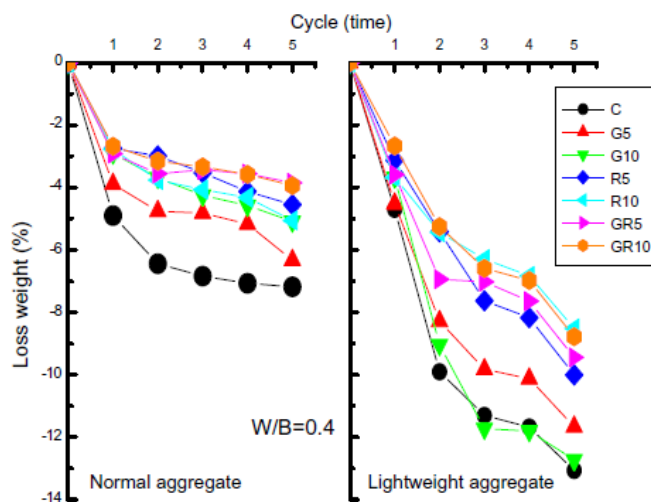 Cycle (time)
1 2 3 4 5 1 2 3 4 5
0
-2
-4
-6
-8
-10
-12
-14
Loss weight (%)
C
G5
G10
R5
R10
GR5
GR10
W/B=0.4
Normal aggregate
Lightweight aggregate